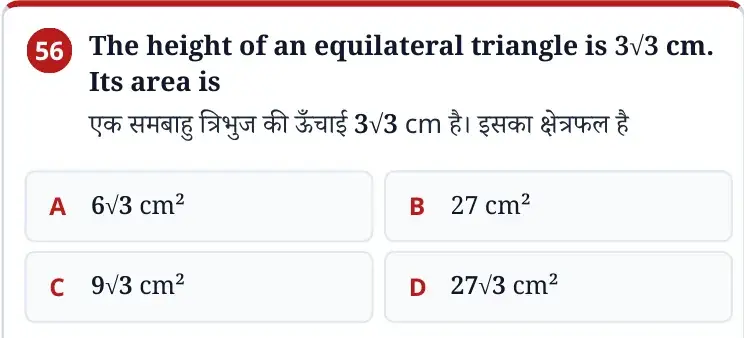 56 The height of an equilateral triangle is 3√3 cm.
Its area is
एक समबाहु त्रिभुज की ऊँचाई 3√3 cm है। इसका क्षेत्रफल है
A 6√3 cm² B 27 cm²
C 9√3 cm² D 27√3 cm²